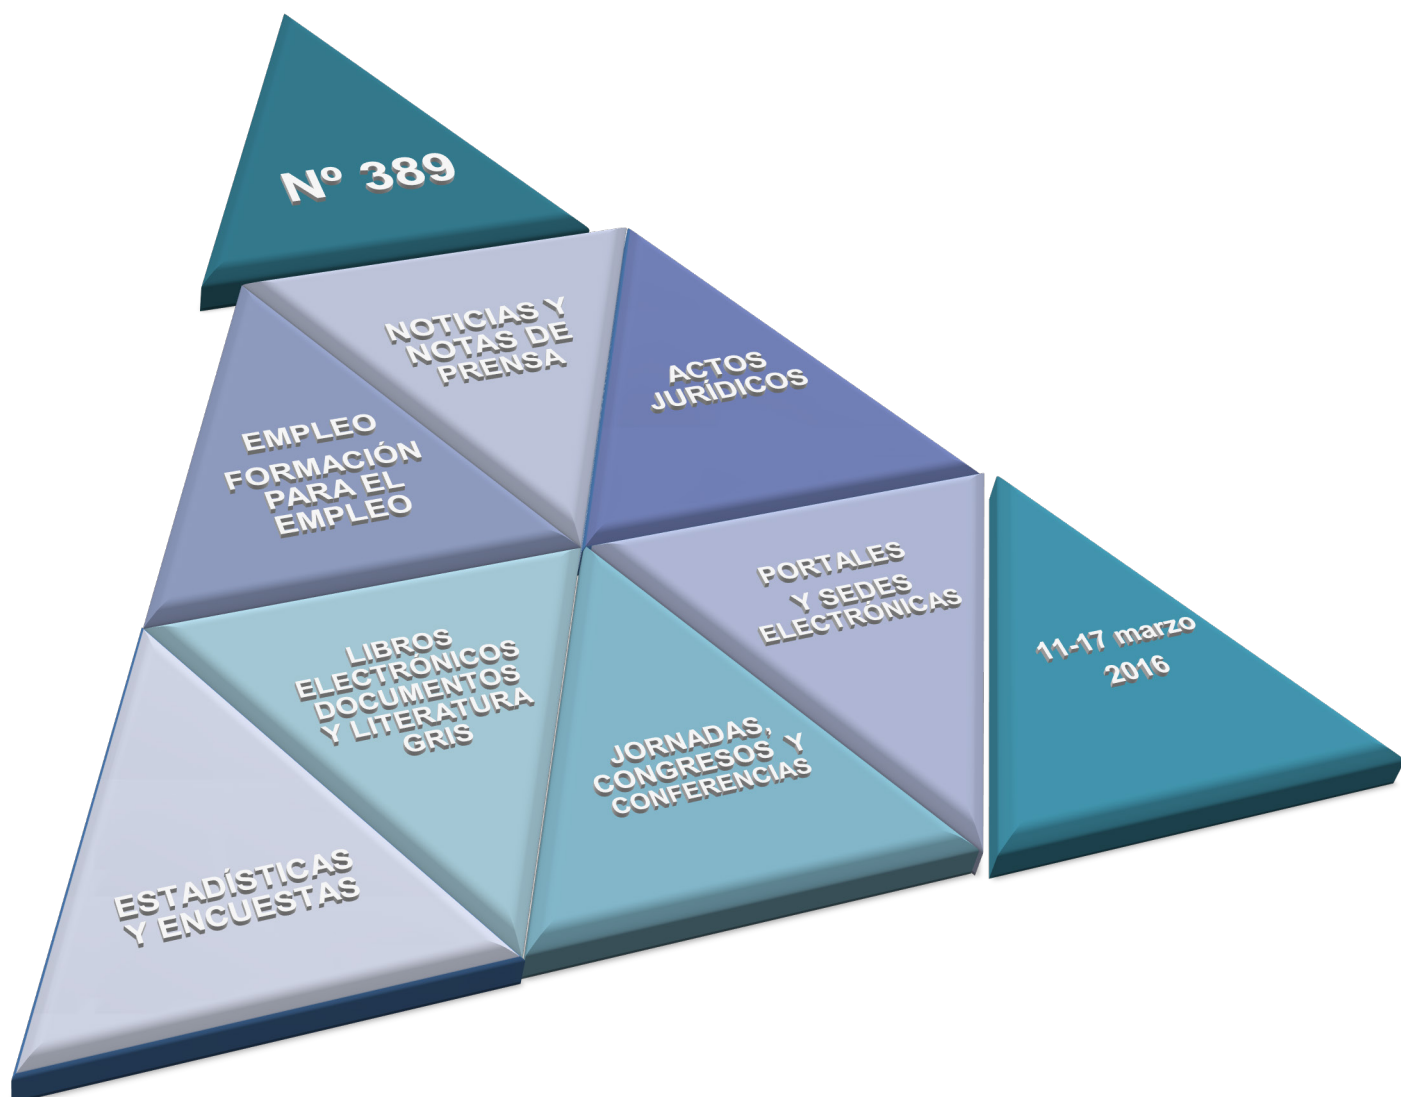 Nº 389
NOTICIAS Y
NOTAS DE
PRENSA
ACTOS
JURÍDICOS
EMPLEO
FORMACIÓN
PARA EL
EMPLEO
PORTALES
Y SEDES
ELECTRÓNICAS
11-17 marzo
2016
LIBROS
ELECTRÓNICOS
DOCUMENTOS
Y LITERATURA
GRIS
JORNADAS,
CONGRESOS Y
CONFERENCIAS
ESTADÍSTICAS
Y ENCUESTAS